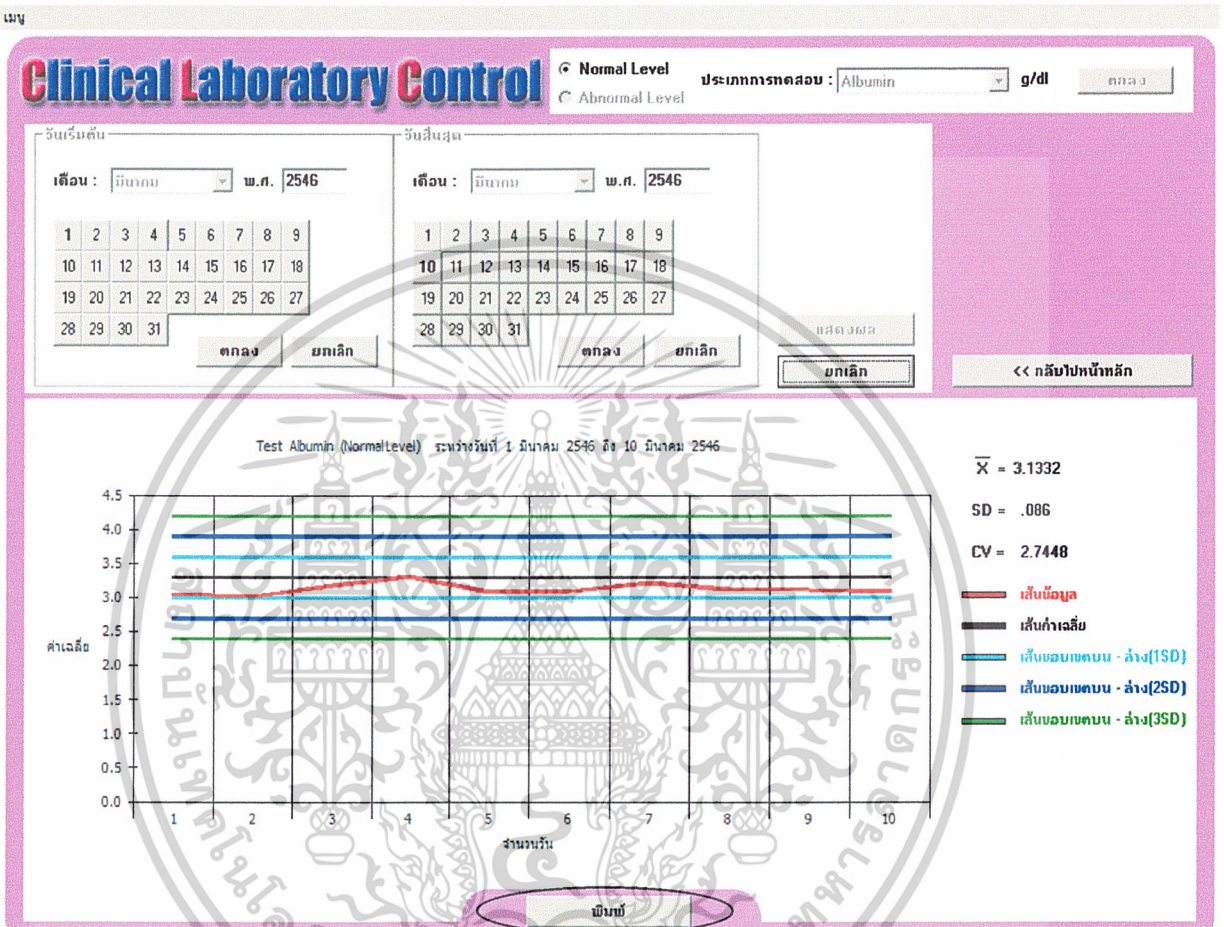 เมนู
Clinical Laboratory Control
Normal Level
Abnormal Level
ประเภทการทดสอบ : Albumin g/dl ตกลง
วันเริ่มต้น
เดือน : มีนาคม พ.ศ. 2546
1 2 3 4 5 6 7 8 9
10 11 12 13 14 15 16 17 18
19 20 21 22 23 24 25 26 27
28 29 30 31
ตกลง ยกเลิก
วันสิ้นสุด
เดือน : มีนาคม พ.ศ. 2546
1 2 3 4 5 6 7 8 9
10 11 12 13 14 15 16 17 18
19 20 21 22 23 24 25 26 27
28 29 30 31
ตกลง ยกเลิก
แสดงผล
ยกเลิก
<< กลับไปหน้าหลัก
Test Albumin (NormalLevel) ระหว่างวันที่ 1 มีนาคม 2546 ถึง 10 มีนาคม 2546
4.5
4.0
3.5
3.0
2.5
2.0
1.5
1.0
0.5
0.0
ค่าเฉลี่ย
1 2 3 4 5 6 7 8 9 10
จำนวนวัน
X = 3.1332
SD = .086
CV = 2.7448
เส้นข้อมูล
เส้นค่าเฉลี่ย
เส้นขอบเขตบน - ล่าง(1SD)
เส้นขอบเขตบน - ล่าง(2SD)
เส้นขอบเขตบน - ล่าง(3SD)
พิมพ์